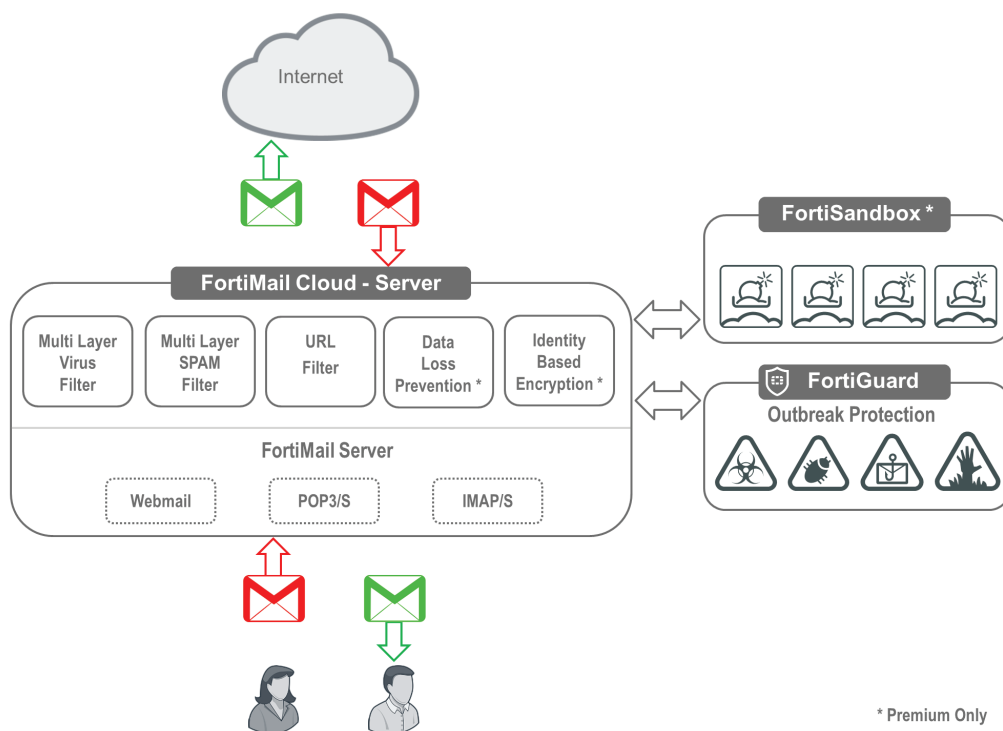 Internet
FortiSandbox *
FortiMail Cloud - Server
Multi Layer
Virus
Filter
Multi Layer
SPAM
Filter
URL
Filter
Data
Loss
Prevention *
Identity
Based
Encryption *
FortiGuard
Outbreak Protection
FortiMail Server
Webmail
POP3/S
IMAP/S
* Premium Only